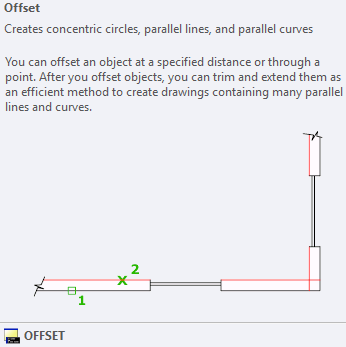 Offset
Creates concentric circles, parallel lines, and parallel curves
You can offset an object at a specified distance or through a
point. After you offset objects, you can trim and extend them as
an efficient method to create drawings containing many parallel
lines and curves.
2
1
OFFSET